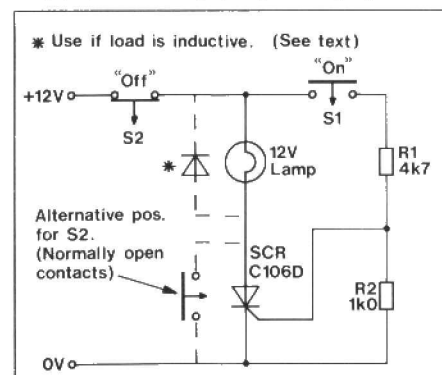 * Use if load is inductive. (See text)
"Off"
"On"
+12V
S2
S1
12V
Lamp
R1
4k7
*
Alternative pos.
for S2.
(Normally open
contacts)
SCR
C106D
R2
1k0
0V